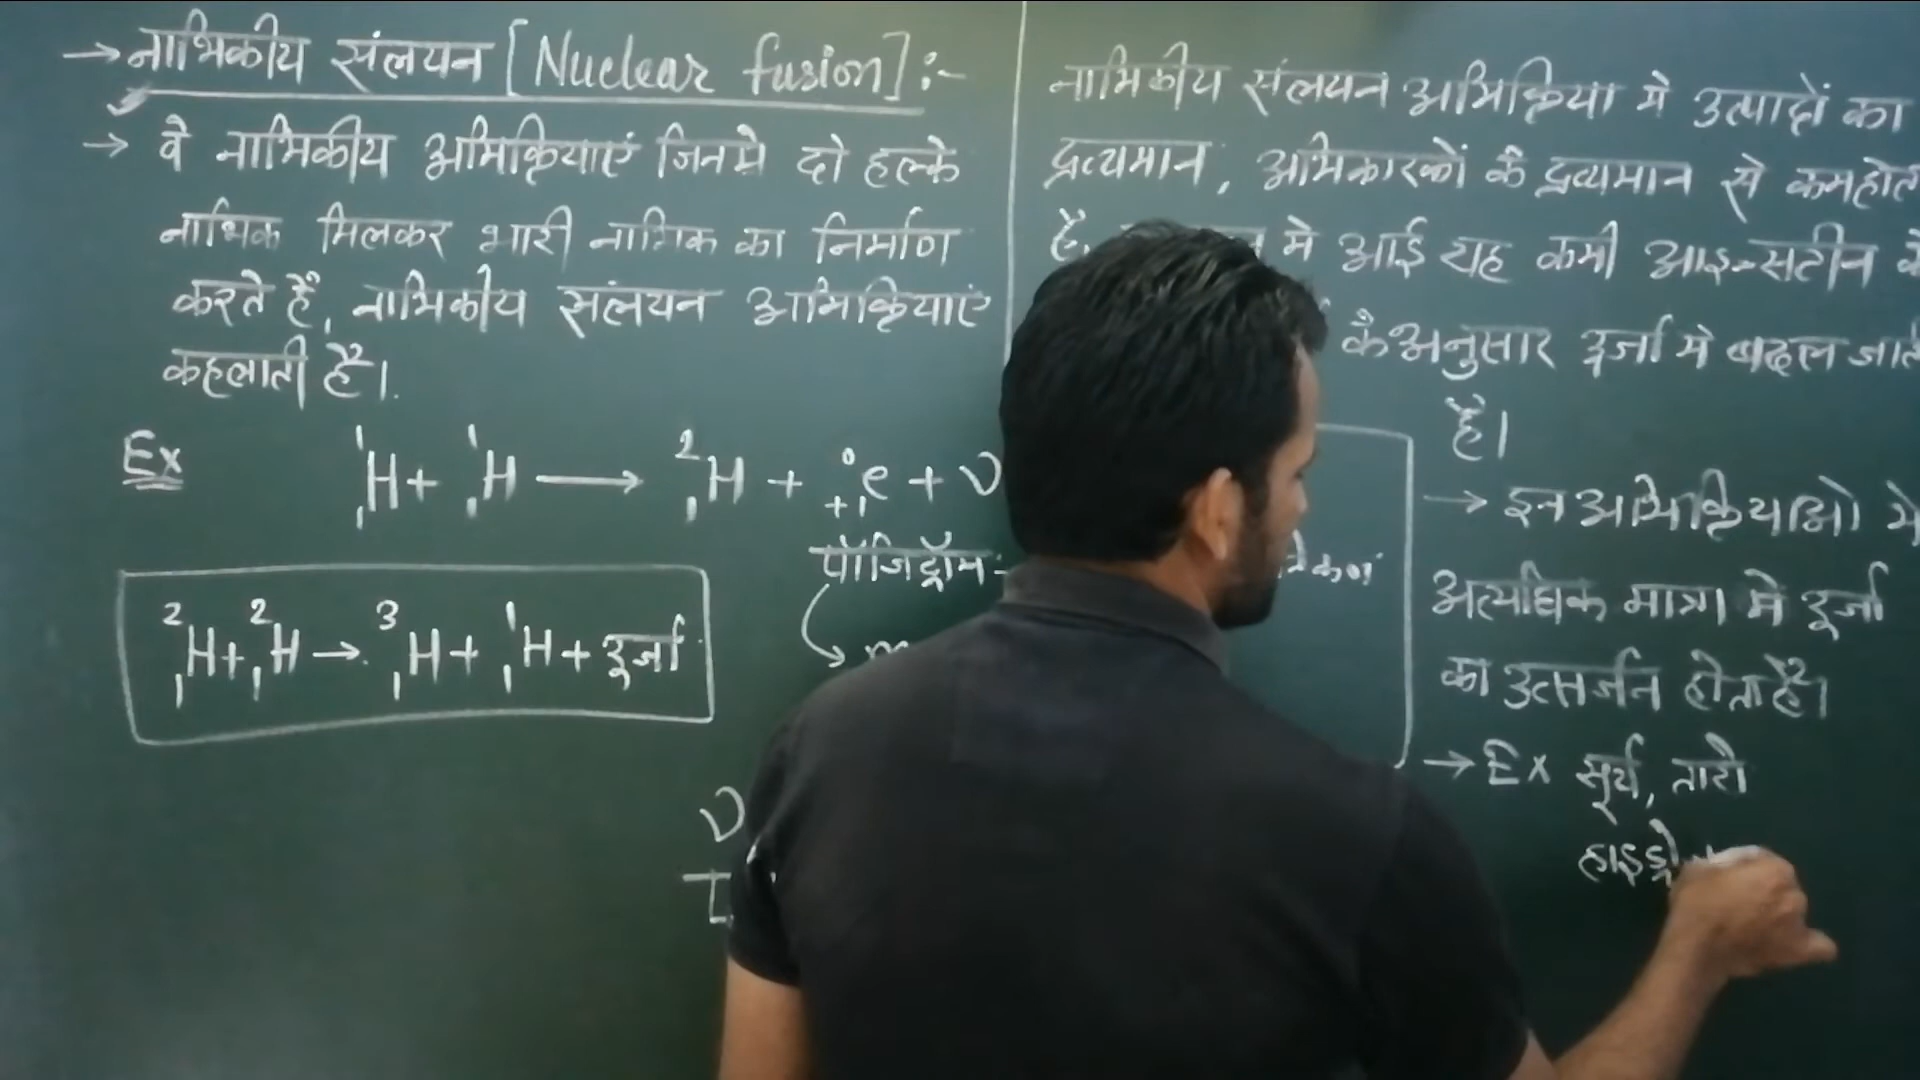 → नाभिकीय संलयन [Nuclear fusion]:-
→ वे नाभिकीय अभिक्रियाएं जिनमे दो हल्के
नाभिक मिलकर भारी नाभिक का निर्माण
करते हैं, नाभिकीय संलयन अभिक्रियाएं
कहलाती हैं।
Ex ¹₁H + ¹₁H ⟶ ²₁H + ⁰₊₁e + ν
पॉजिट्रॉन
²₁H + ²₁H → ³₁H + ¹₁H + ऊर्जा
ν
नाभिकीय संलयन अभिक्रिया मे उत्पादों का
द्रव्यमान, अभिकारकों के द्रव्यमान से कम होता
है, मे आई यह कमी आइन्सटीन के
के अनुसार ऊर्जा मे बदल जाती
है।
→ इन अभिक्रियाओ मे
अत्यधिक मात्रा मे ऊर्जा
का उत्सर्जन होता है।
→ Ex सूर्य, तारो
हाइड्रो